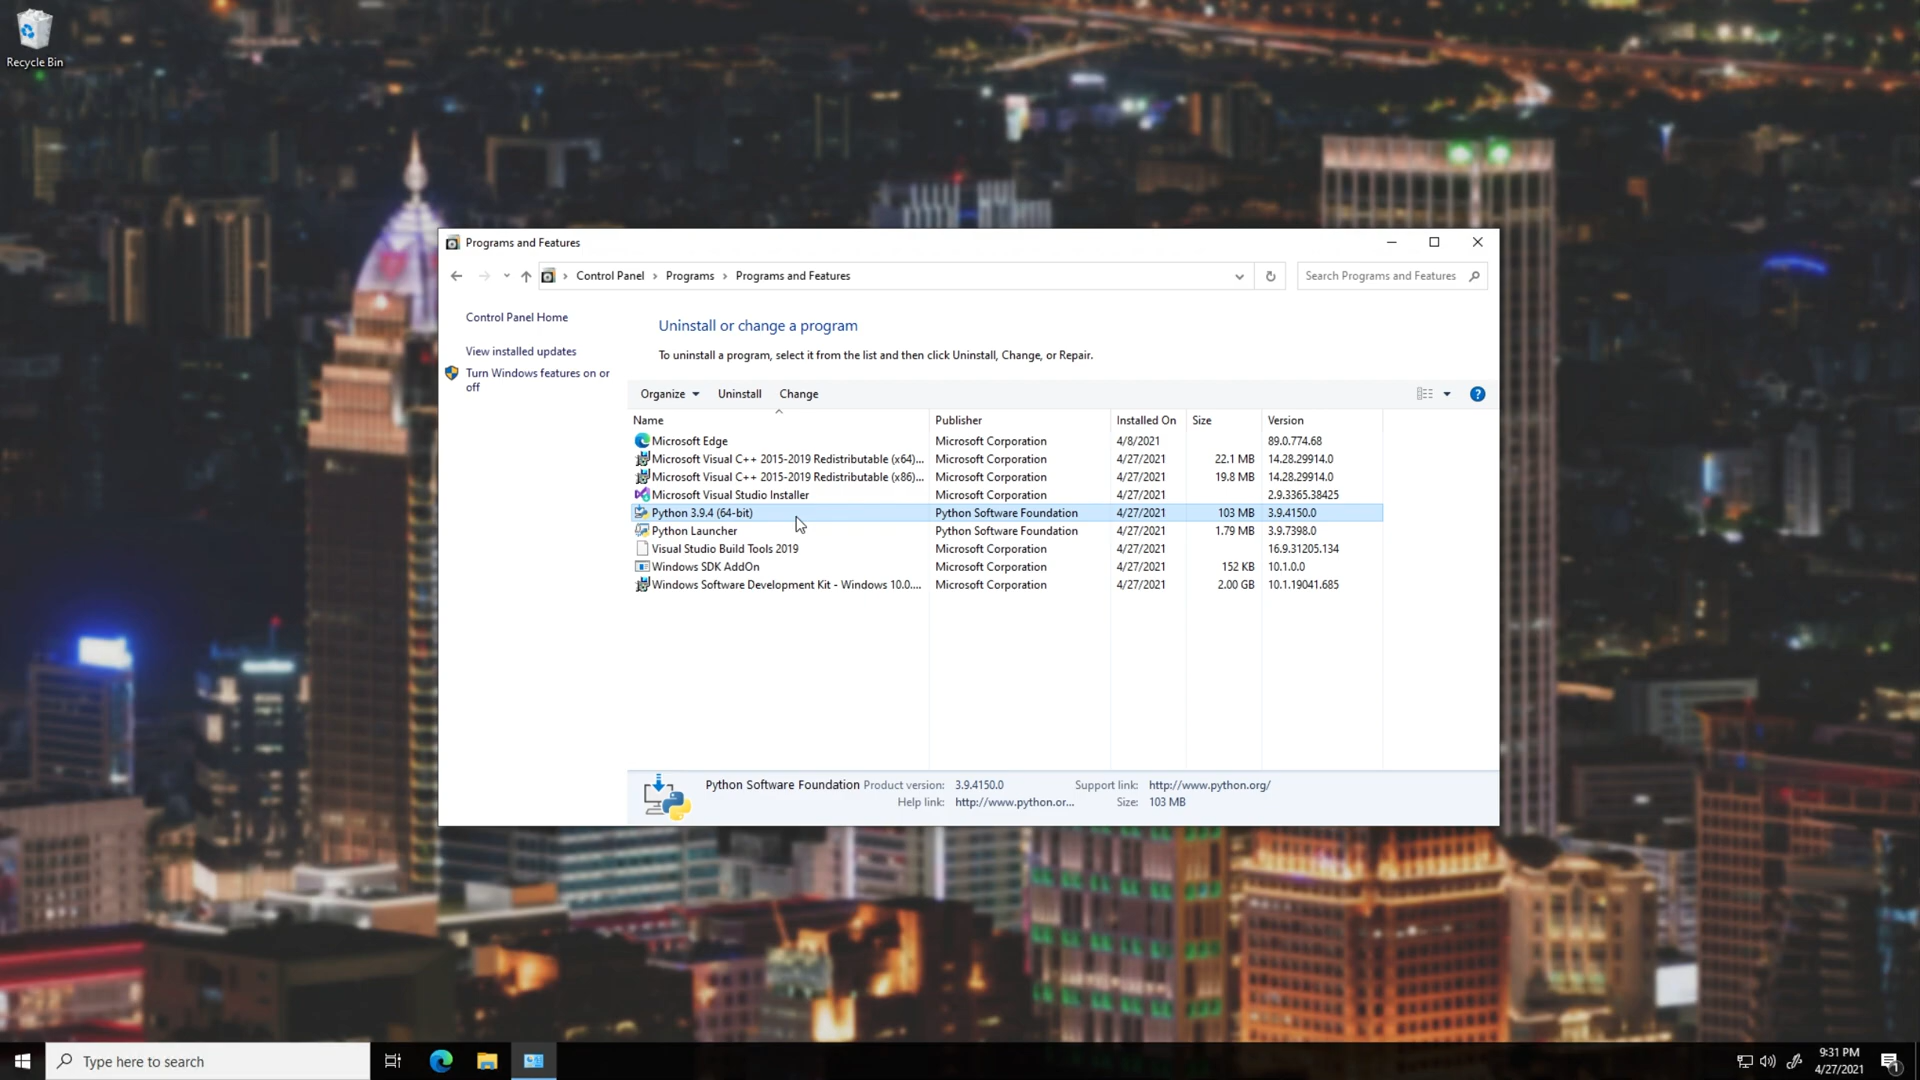 Recycle Bin
Programs and Features
Control Panel Programs Programs and Features
Search Programs and Features
Control Panel Home
View installed updates
Turn Windows features on or
off
Uninstall or change a program
To uninstall a program, select it from the list and then click Uninstall, Change, or Repair.
Organize Uninstall Change
Name Publisher Installed On Size Version
Microsoft Edge Microsoft Corporation 4/8/2021 89.0.774.68
Microsoft Visual C++ 2015-2019 Redistributable (x64)... Microsoft Corporation 4/27/2021 22.1 MB 14.28.29914.0
Microsoft Visual C++ 2015-2019 Redistributable (x86)... Microsoft Corporation 4/27/2021 19.8 MB 14.28.29914.0
Microsoft Visual Studio Installer Microsoft Corporation 4/27/2021 2.9.3365.38425
Python 3.9.4 (64-bit) Python Software Foundation 4/27/2021 103 MB 3.9.4150.0
Python Launcher Python Software Foundation 4/27/2021 1.79 MB 3.9.7398.0
Visual Studio Build Tools 2019 Microsoft Corporation 4/27/2021 16.9.31205.134
Windows SDK AddOn Microsoft Corporation 4/27/2021 152 KB 10.1.0.0
Windows Software Development Kit - Windows 10.0.... Microsoft Corporation 4/27/2021 2.00 GB 10.1.19041.685
Python Software Foundation Product version: 3.9.4150.0 Support link: http://www.python.org/
Help link: http://www.python.or... Size: 103 MB
Type here to search
9:31 PM
4/27/2021
1